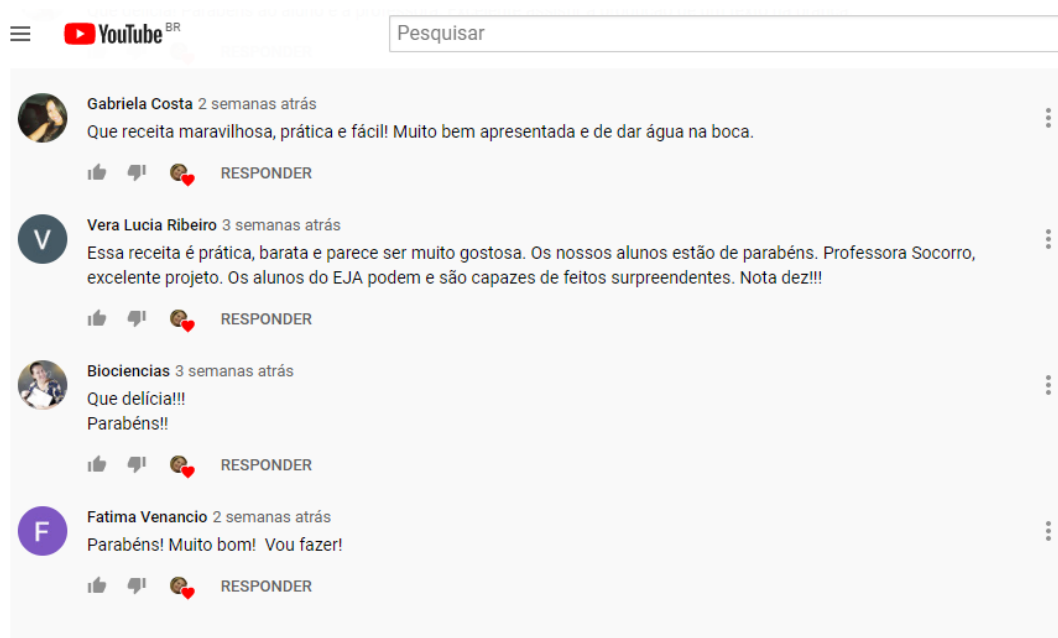 YouTube BR
Pesquisar
Gabriela Costa 2 semanas atrás
Que receita maravilhosa, prática e fácil! Muito bem apresentada e de dar água na boca.
RESPONDER
V
Vera Lucia Ribeiro 3 semanas atrás
Essa receita é prática, barata e parece ser muito gostosa. Os nossos alunos estão de parabéns. Professora Socorro,
excelente projeto. Os alunos do EJA podem e são capazes de feitos surpreendentes. Nota dez!!!
RESPONDER
Biociencias 3 semanas atrás
Que delícia!!!
Parabéns!!
RESPONDER
F
Fatima Venancio 2 semanas atrás
Parabéns! Muito bom!  Vou fazer!
RESPONDER